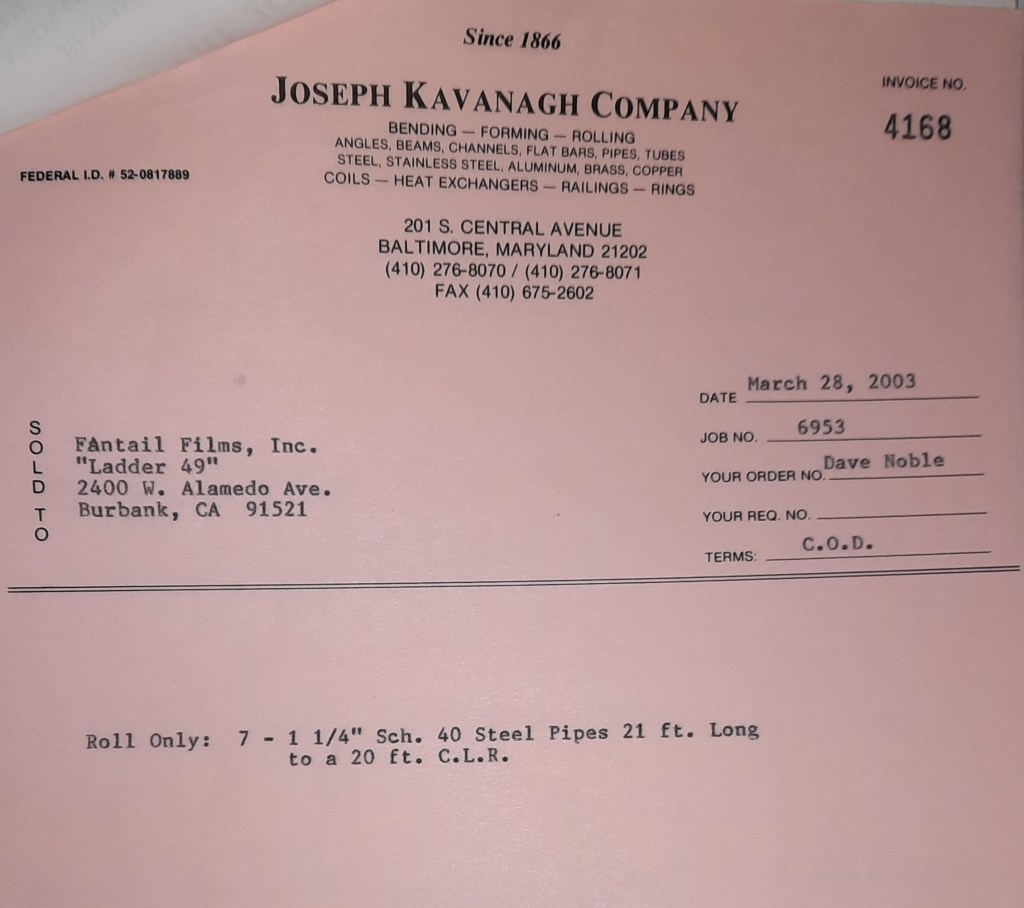 Since 1866
JOSEPH KAVANAGH COMPANY
BENDING — FORMING — ROLLING
ANGLES, BEAMS, CHANNELS, FLAT BARS, PIPES, TUBES
STEEL, STAINLESS STEEL, ALUMINUM, BRASS, COPPER
COILS — HEAT EXCHANGERS — RAILINGS — RINGS
INVOICE NO.
4168
FEDERAL I.D. # 52-0817889
201 S. CENTRAL AVENUE
BALTIMORE, MARYLAND 21202
(410) 276-8070 / (410) 276-8071
FAX (410) 675-2602
DATE March 28, 2003
JOB NO. 6953
YOUR ORDER NO. Dave Noble
YOUR REQ. NO.
TERMS: C.O.D.
SOLD TO
FAntail Films, Inc.
"Ladder 49"
2400 W. Alamedo Ave.
Burbank, CA 91521
Roll Only: 7 - 1 1/4" Sch. 40 Steel Pipes 21 ft. Long
to a 20 ft. C.L.R.